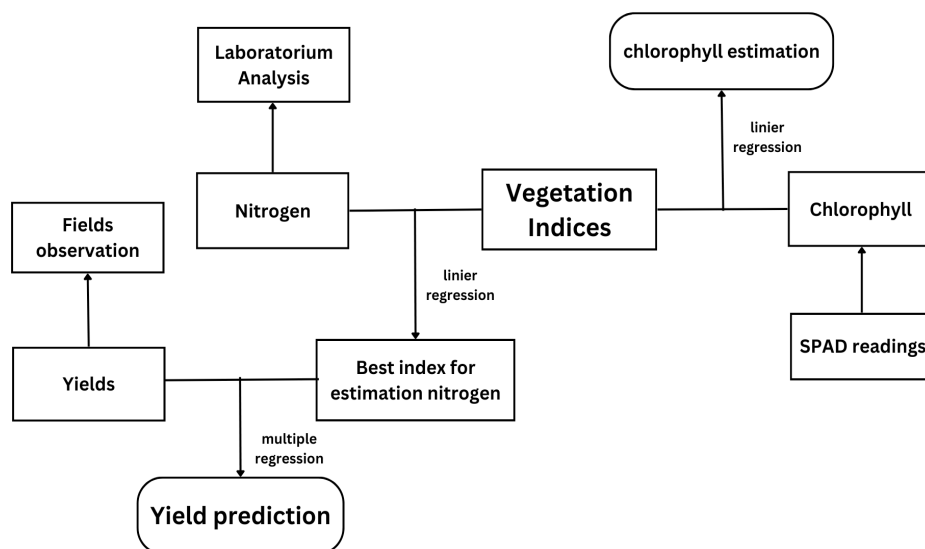 Laboratorium
Analysis
chlorophyll estimation
linier
regression
Nitrogen
Vegetation
Indices
Chlorophyll
Fields
observation
linier
regression
SPAD readings
Yields
Best index for
estimation nitrogen
multiple
regression
Yield prediction